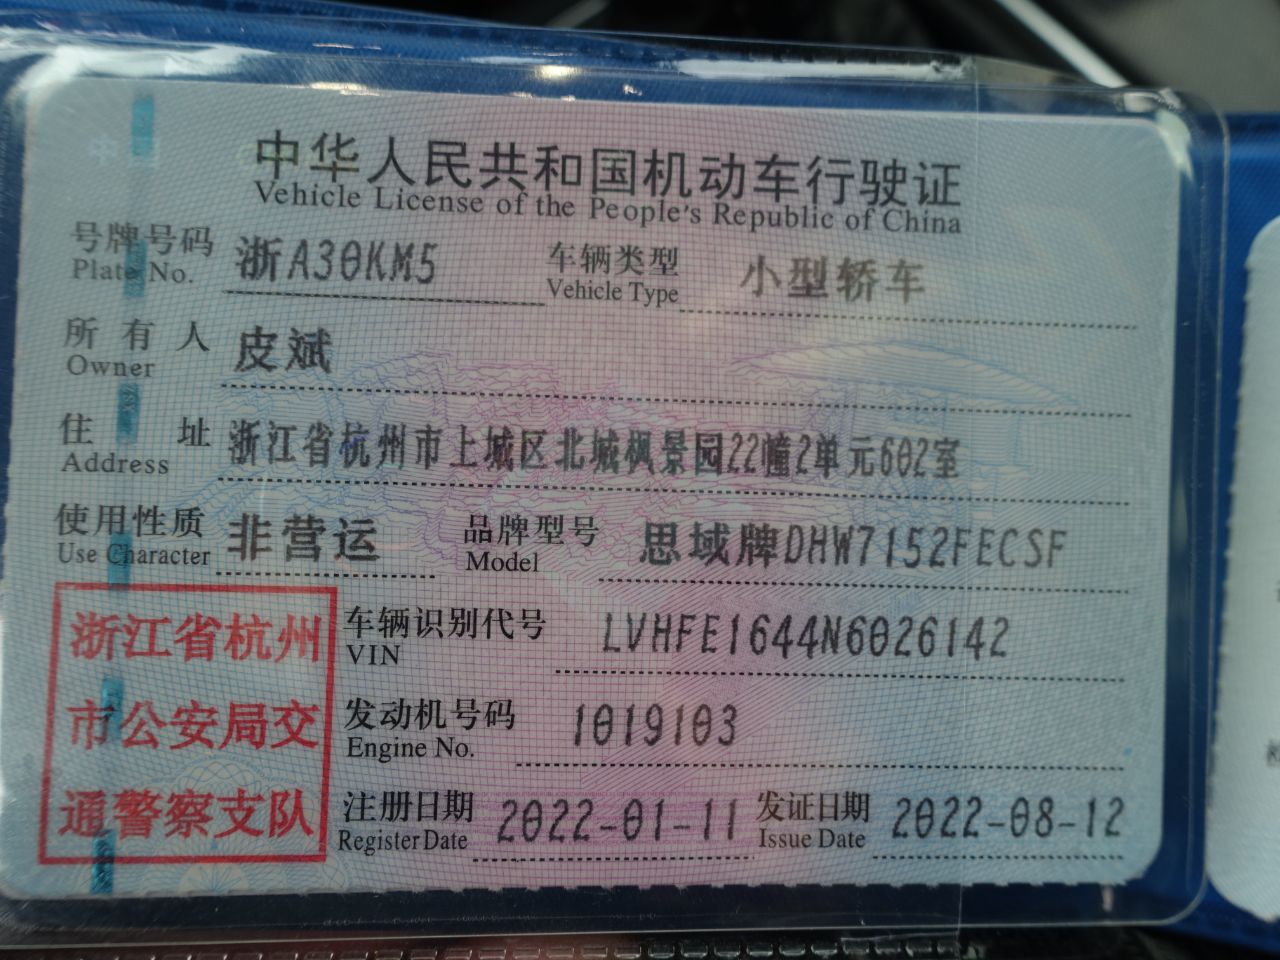 中华人民共和国机动车行驶证
Vehicle License of the People's Republic of China
号牌号码 浙A30KM5 车辆类型 小型轿车
Plate No. Vehicle Type
所有人 皮斌
Owner
住址 浙江省杭州市上城区北城枫景园22幢2单元602室
Address
使用性质 非营运 品牌型号 思域牌DHW7152FECSF
Use Character Model
浙江省杭州
市公安局交
通警察支队
车辆识别代号 LVHFE1644N6026142
VIN
发动机号码 1019103
Engine No.
注册日期 2022-01-11 发证日期 2022-08-12
Register Date Issue Date